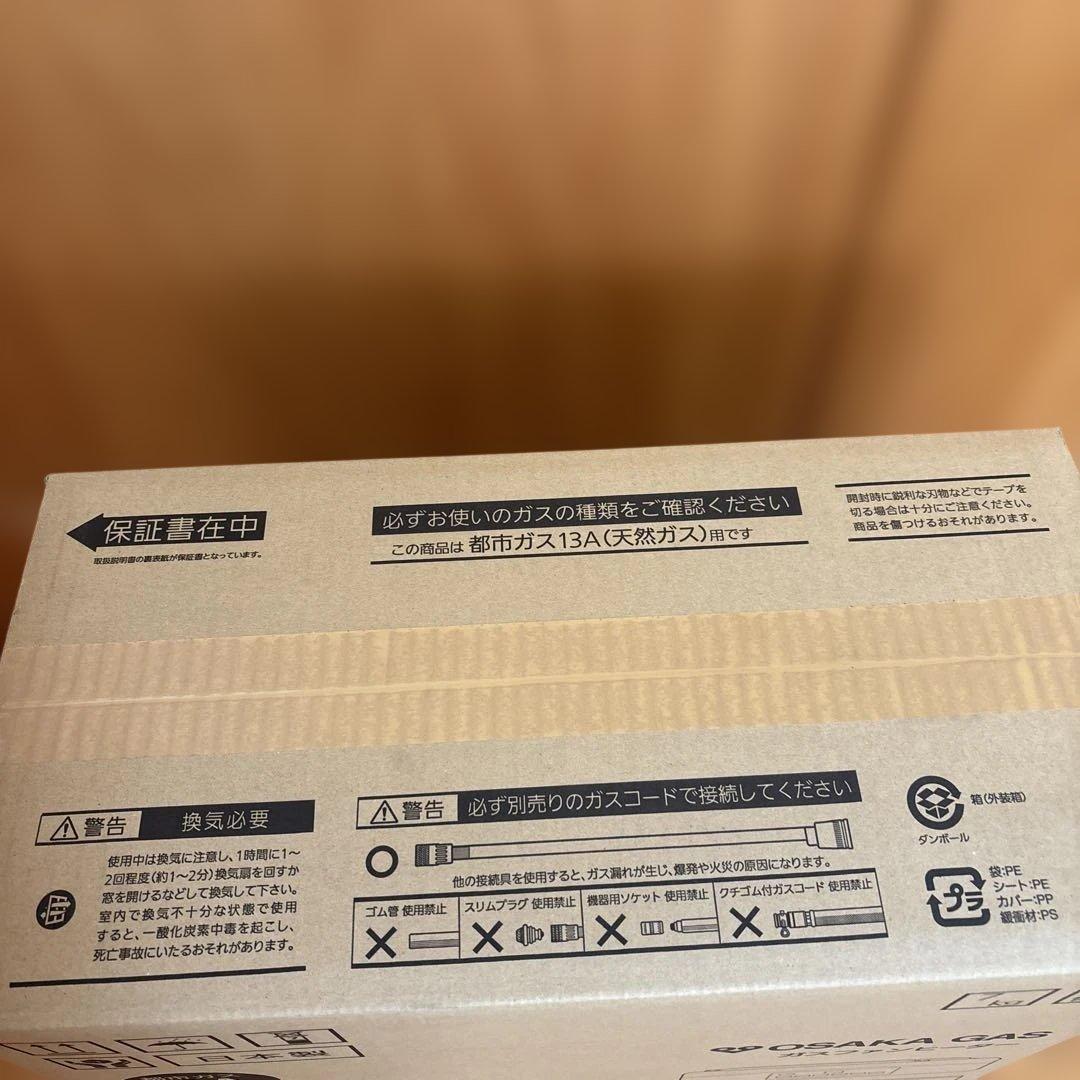 保証書在中
取扱説明書の裏表紙が保証書となっています。
必ずお使いのガスの種類をご確認ください
この商品は 都市ガス13A(天然ガス)用です
開封時に鋭利な刃物などでテープを
切る場合は十分にご注意ください。
商品を傷つけるおそれがあります。
警告 換気必要
使用中は換気に注意し、1時間に1～
2回程度(約1～2分)換気扇を回すか
窓を開けるなどして換気して下さい。
室内で換気不十分な状態で使用
すると、一酸化炭素中毒を起こし、
死亡事故にいたるおそれがあります。
警告 必ず別売りのガスコードで接続してください
他の接続具を使用すると、ガス漏れが生じ、爆発や火災の原因になります。
ゴム管 使用禁止
スリムプラグ 使用禁止
機器用ソケット 使用禁止
クチゴム付ガスコード 使用禁止
箱(外装箱)
ダンボール
プラ
袋:PE
シート:PE
カバー:PP
緩衝材:PS
7 kg
OSAKA GAS
ガスファンヒーター
11
日本製
都市ガス